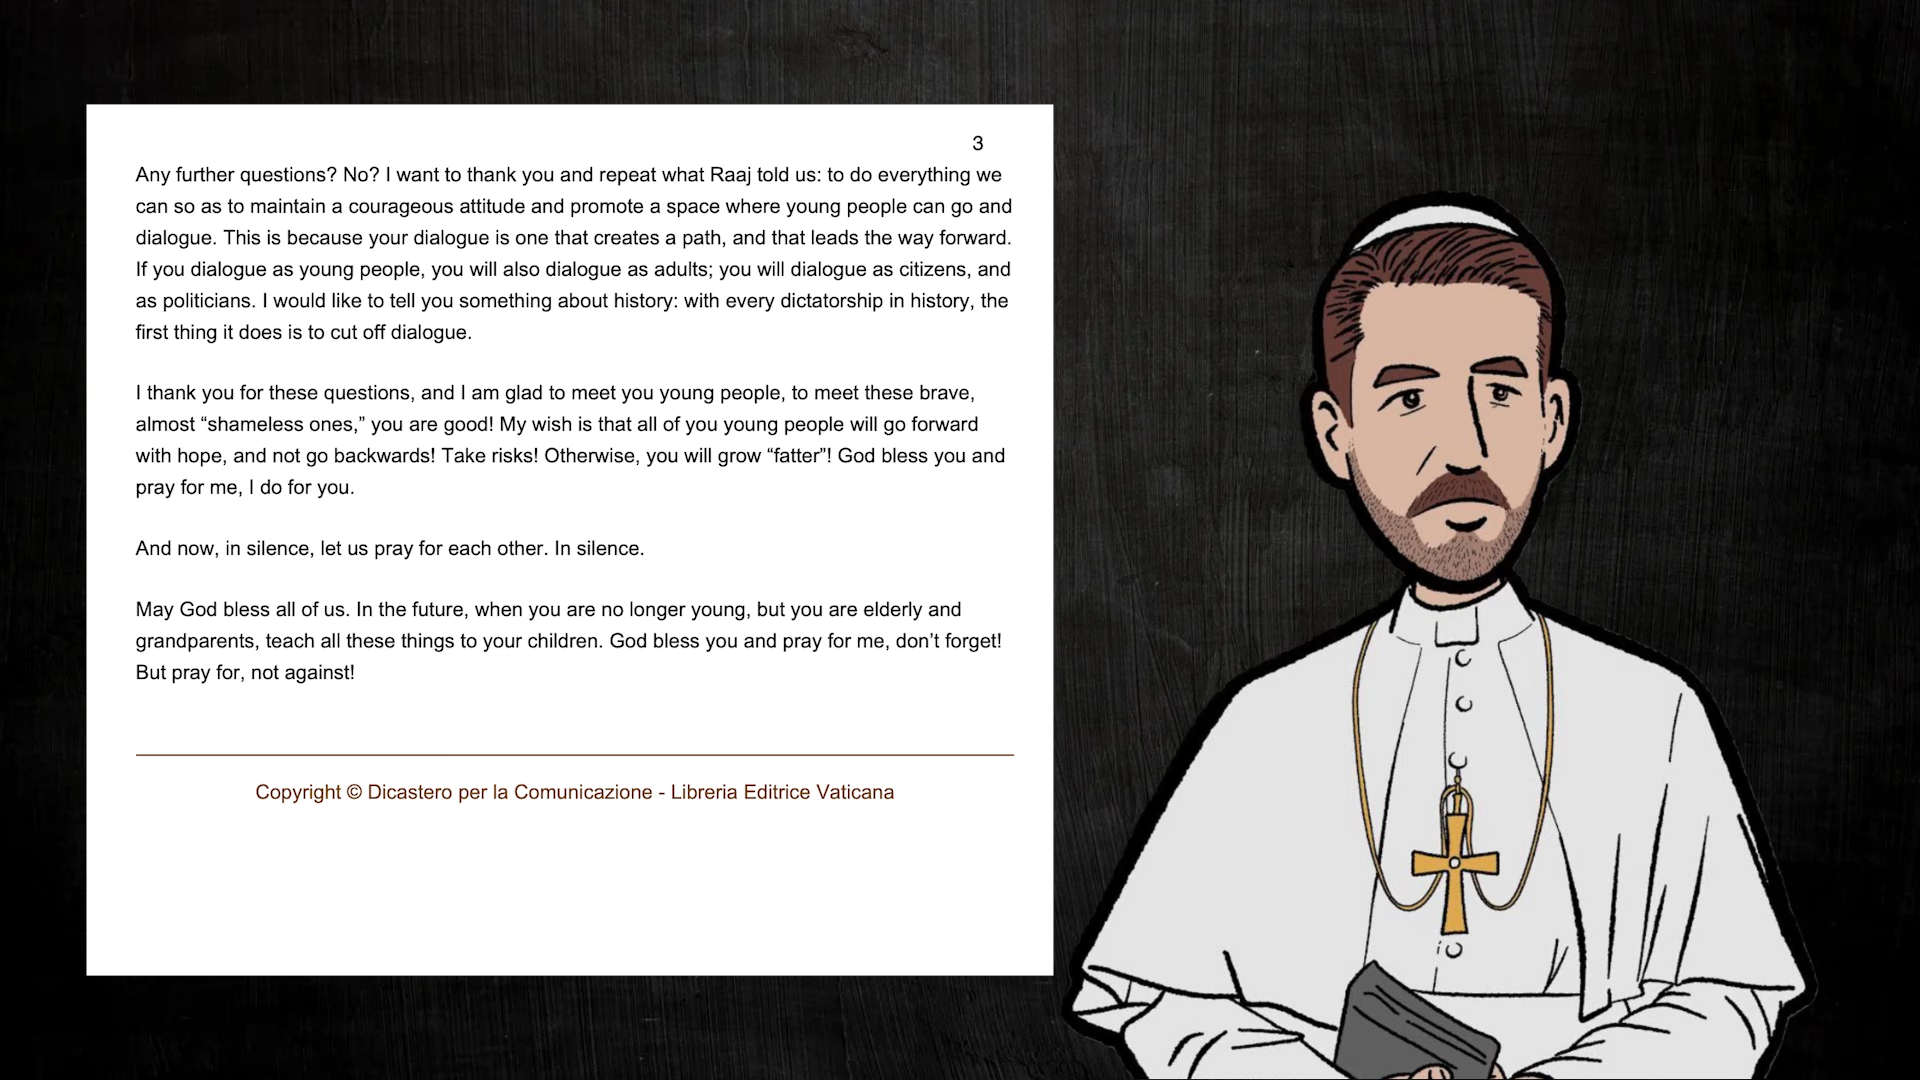 3
Any further questions? No? I want to thank you and repeat what Raaj told us: to do everything we
can so as to maintain a courageous attitude and promote a space where young people can go and
dialogue. This is because your dialogue is one that creates a path, and that leads the way forward.
If you dialogue as young people, you will also dialogue as adults; you will dialogue as citizens, and
as politicians. I would like to tell you something about history: with every dictatorship in history, the
first thing it does is to cut off dialogue.
I thank you for these questions, and I am glad to meet you young people, to meet these brave,
almost “shameless ones,” you are good! My wish is that all of you young people will go forward
with hope, and not go backwards! Take risks! Otherwise, you will grow “fatter”! God bless you and
pray for me, I do for you.
And now, in silence, let us pray for each other. In silence.
May God bless all of us. In the future, when you are no longer young, but you are elderly and
grandparents, teach all these things to your children. God bless you and pray for me, don’t forget!
But pray for, not against!
Copyright © Dicastero per la Comunicazione - Libreria Editrice Vaticana